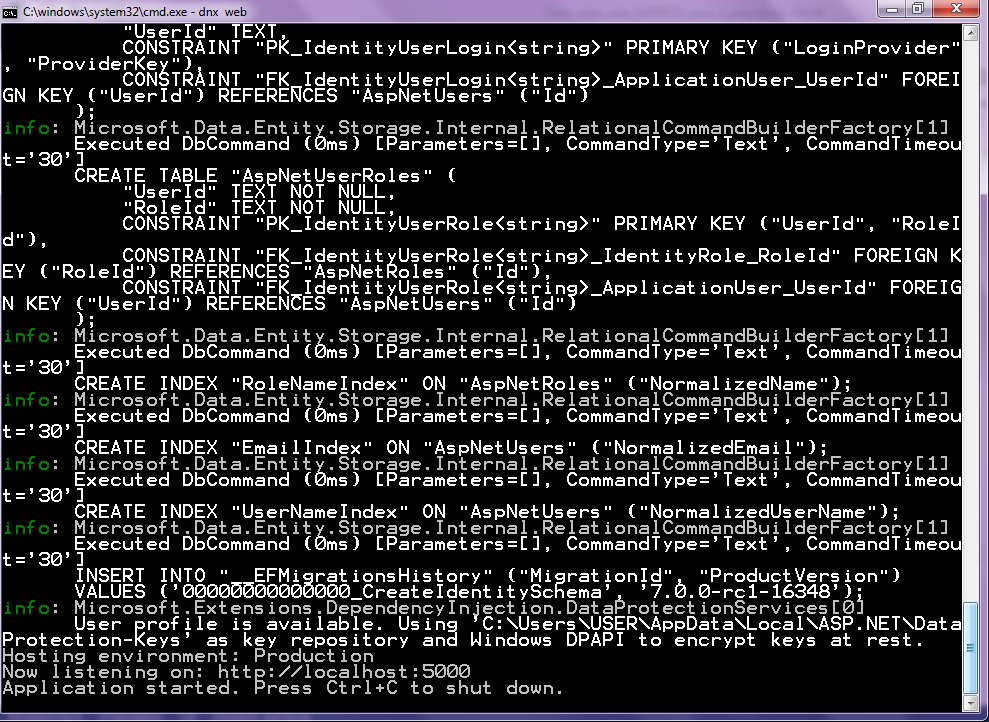 C:\windows\system32\cmd.exe - dnx web
"UserId" TEXT,
CONSTRAINT "PK_IdentityUserLogin<string>" PRIMARY KEY ("LoginProvider"
, "ProviderKey"),
CONSTRAINT "FK_IdentityUserLogin<string>_ApplicationUser_UserId" FOREI
GN KEY ("UserId") REFERENCES "AspNetUsers" ("Id")
);
info: Microsoft.Data.Entity.Storage.Internal.RelationalCommandBuilderFactory[1]
Executed DbCommand (0ms) [Parameters=[], CommandType='Text', CommandTimeou
t='30']
CREATE TABLE "AspNetUserRoles" (
"UserId" TEXT NOT NULL,
"RoleId" TEXT NOT NULL,
CONSTRAINT "PK_IdentityUserRole<string>" PRIMARY KEY ("UserId", "RoleI
d"),
CONSTRAINT "FK_IdentityUserRole<string>_IdentityRole_RoleId" FOREIGN K
EY ("RoleId") REFERENCES "AspNetRoles" ("Id"),
CONSTRAINT "FK_IdentityUserRole<string>_ApplicationUser_UserId" FOREIG
N KEY ("UserId") REFERENCES "AspNetUsers" ("Id")
);
info: Microsoft.Data.Entity.Storage.Internal.RelationalCommandBuilderFactory[1]
Executed DbCommand (0ms) [Parameters=[], CommandType='Text', CommandTimeou
t='30']
CREATE INDEX "RoleNameIndex" ON "AspNetRoles" ("NormalizedName");
info: Microsoft.Data.Entity.Storage.Internal.RelationalCommandBuilderFactory[1]
Executed DbCommand (0ms) [Parameters=[], CommandType='Text', CommandTimeou
t='30']
CREATE INDEX "EmailIndex" ON "AspNetUsers" ("NormalizedEmail");
info: Microsoft.Data.Entity.Storage.Internal.RelationalCommandBuilderFactory[1]
Executed DbCommand (0ms) [Parameters=[], CommandType='Text', CommandTimeou
t='30']
CREATE INDEX "UserNameIndex" ON "AspNetUsers" ("NormalizedUserName");
info: Microsoft.Data.Entity.Storage.Internal.RelationalCommandBuilderFactory[1]
Executed DbCommand (0ms) [Parameters=[], CommandType='Text', CommandTimeou
t='30']
INSERT INTO "__EFMigrationsHistory" ("MigrationId", "ProductVersion")
VALUES ('00000000000000_CreateIdentitySchema', '7.0.0-rc1-16348');
info: Microsoft.Extensions.DependencyInjection.DataProtectionServices[0]
User profile is available. Using 'C:\Users\USER\AppData\Local\ASP.NET\Data
Protection-Keys' as key repository and Windows DPAPI to encrypt keys at rest.
Hosting environment: Production
Now listening on: http://localhost:5000
Application started. Press Ctrl+C to shut down.